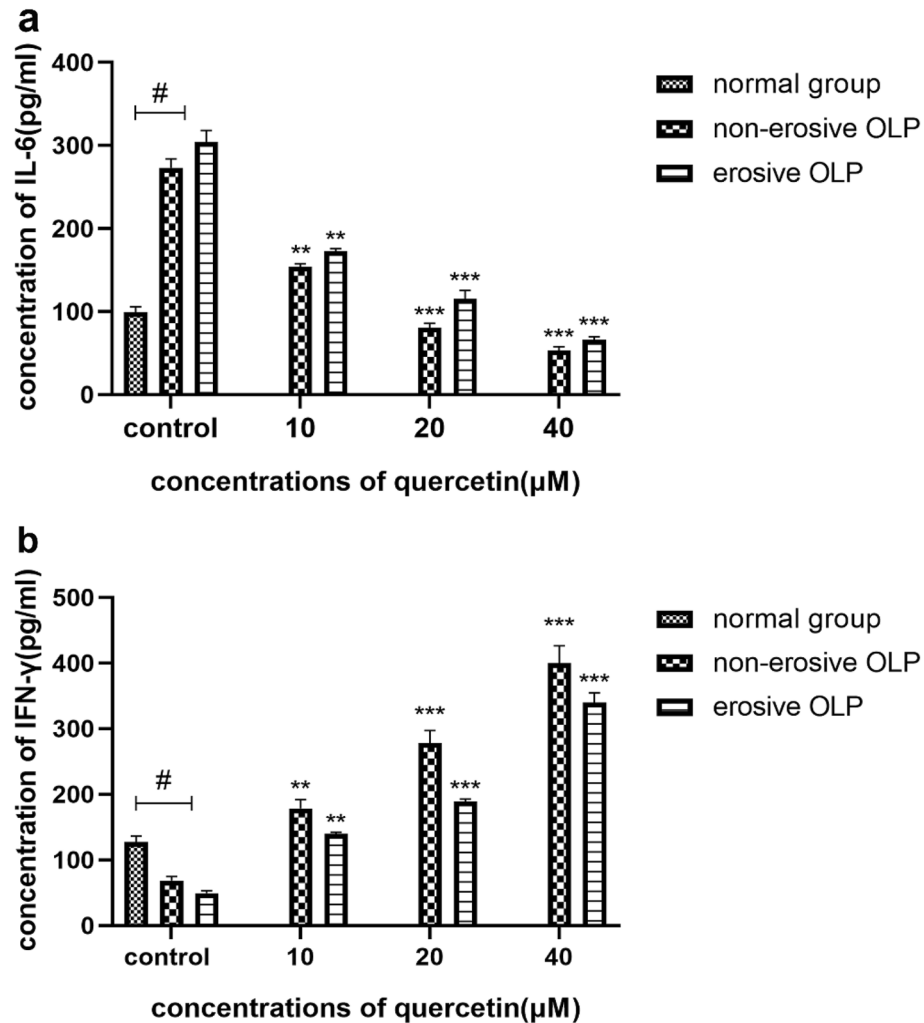 a
concentration of IL-6(pg/ml)
400
300
200
100
0
#
**
**
***
***
***
***
control
10
20
40
concentrations of quercetin(μM)
normal group
non-erosive OLP
erosive OLP
b
concentration of IFN-γ(pg/ml)
500
400
300
200
100
0
#
**
**
***
***
***
***
control
10
20
40
concentrations of quercetin(μM)
normal group
non-erosive OLP
erosive OLP